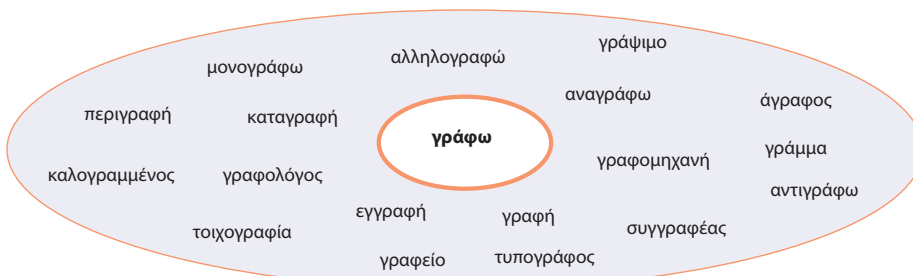 γράψιμο
μονογράφω αλληλογραφώ
αναγράφω άγραφος
περιγραφή καταγραφή
γράφω
γραφομηχανή γράμμα
καλογραμμένος γραφολόγος αντιγράφω
εγγραφή γραφή συγγραφέας
τοιχογραφία
γραφείο τυπογράφος